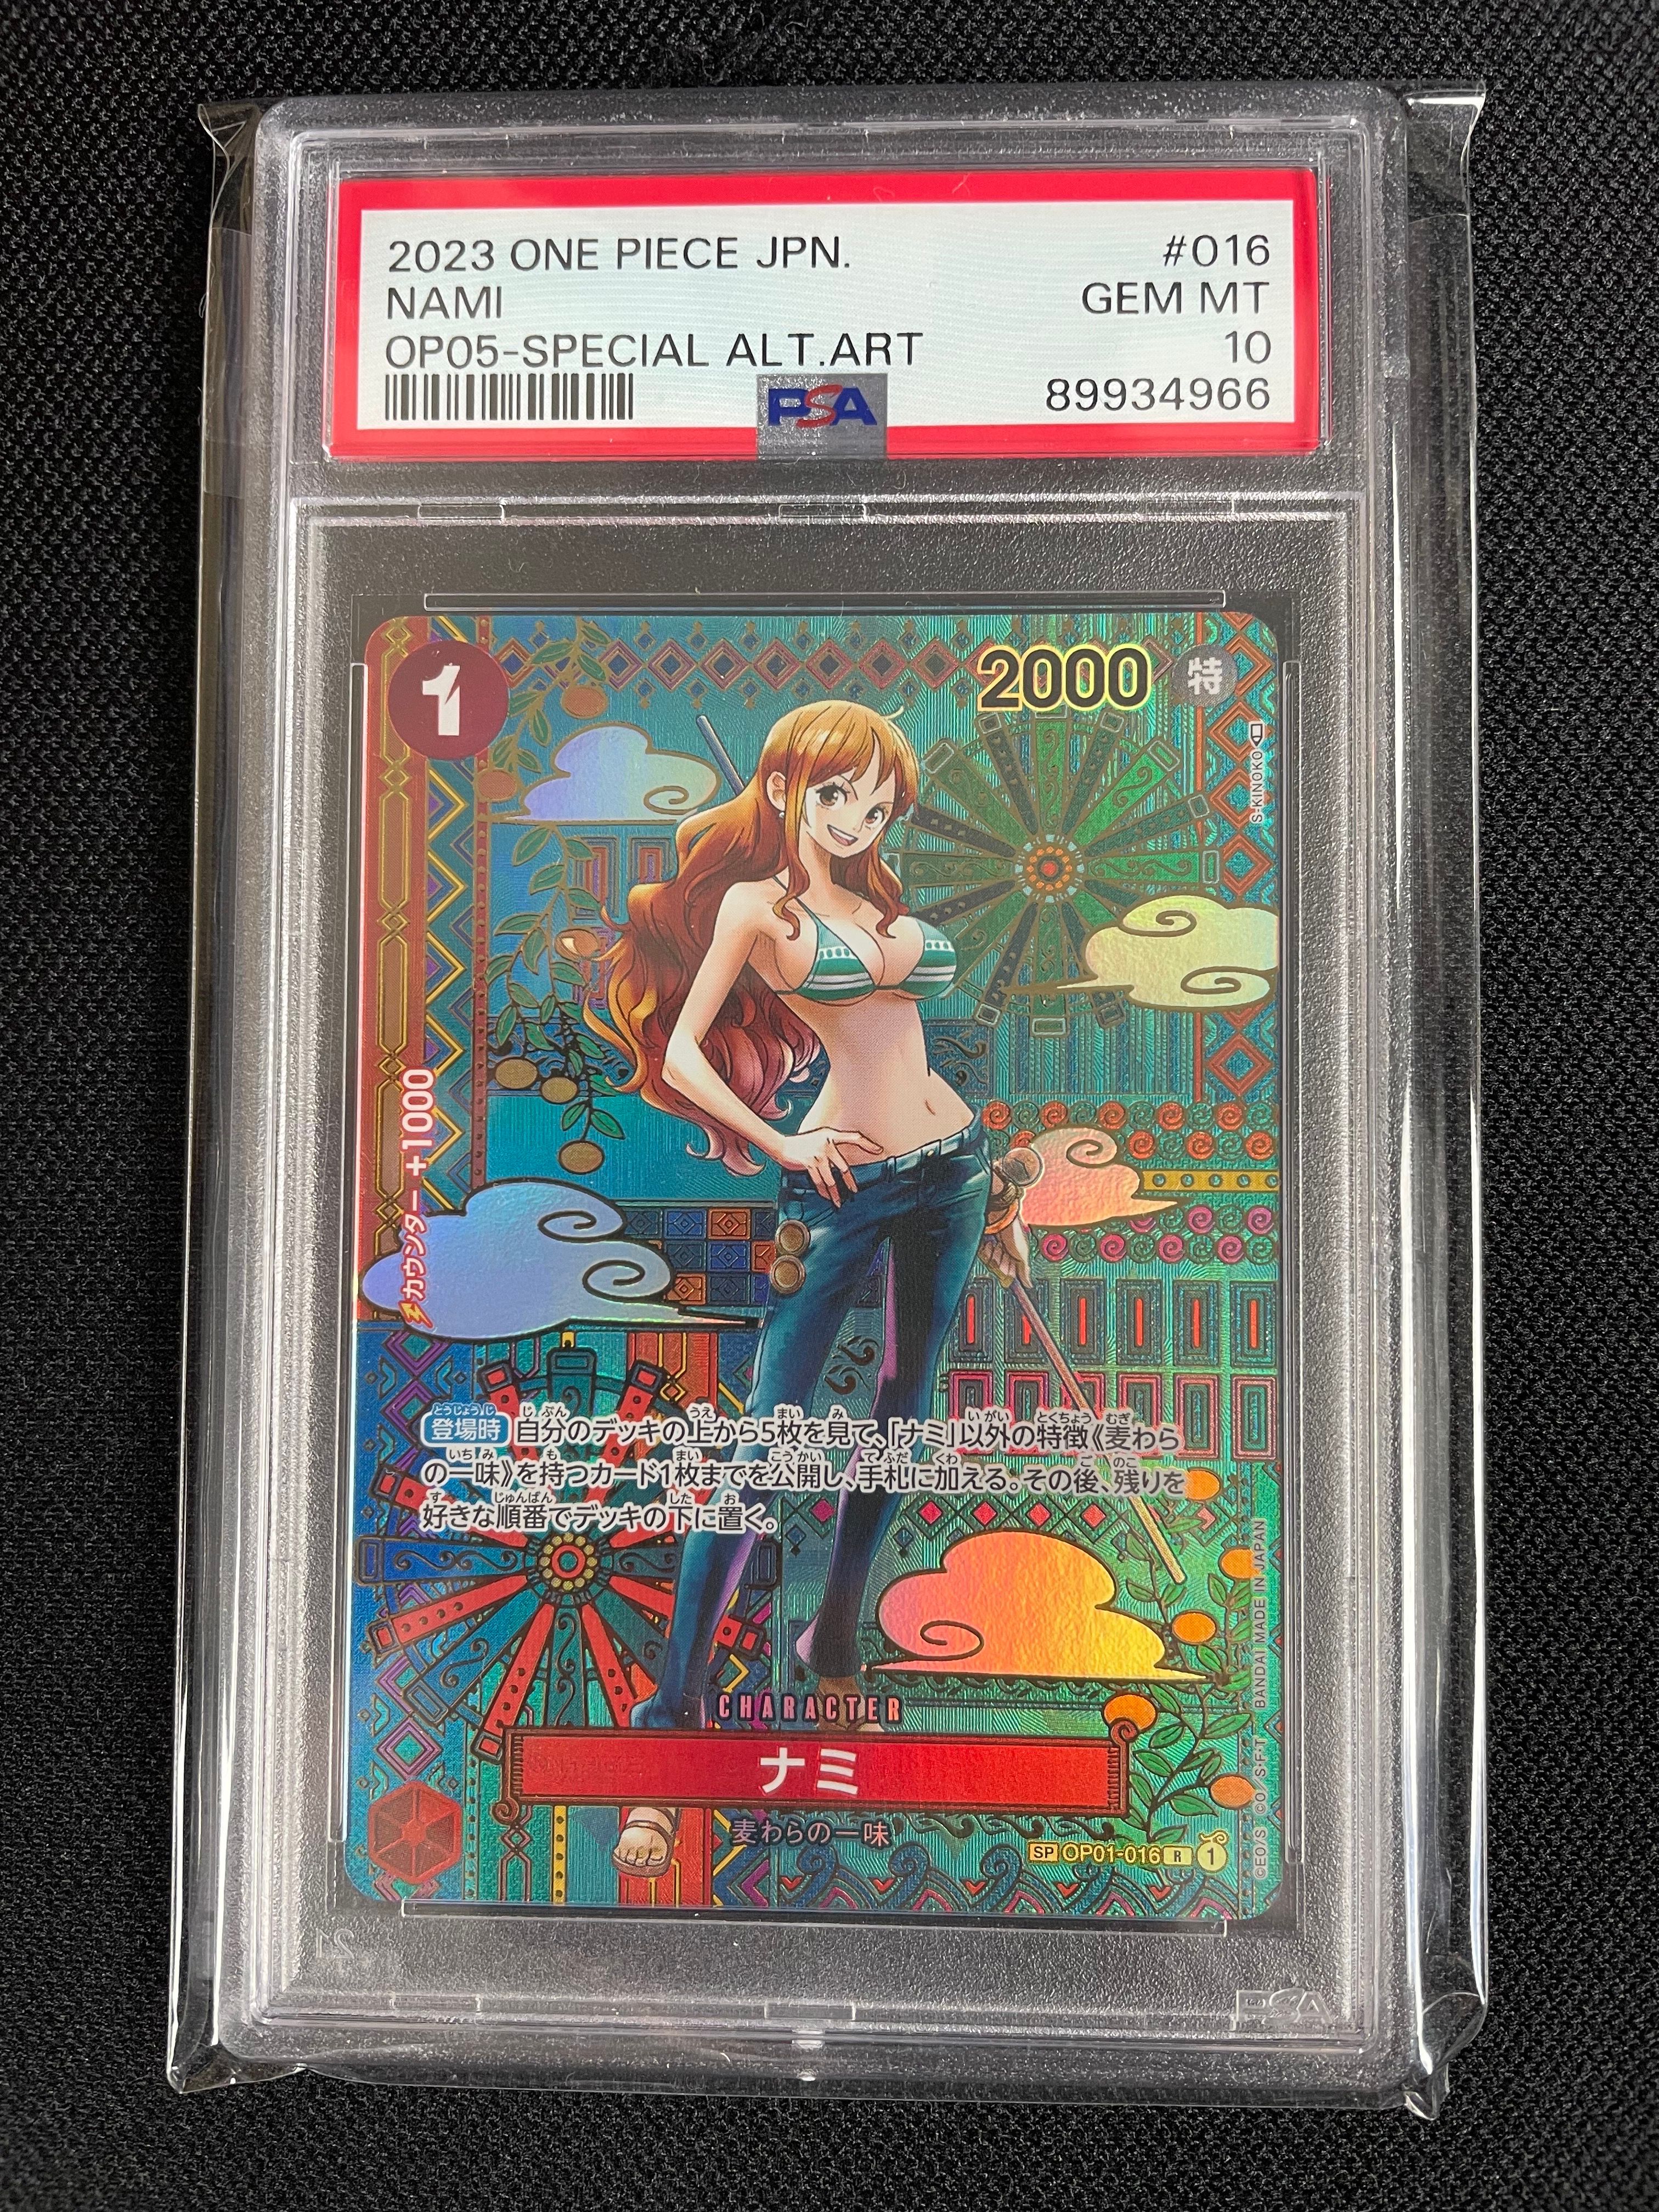 2023 ONE PIECE JPN. #016
NAMI GEM MT
OP05-SPECIAL ALT.ART 10
PSA 89934966
1
2000
特
S-KINOKO
カウンター+1000
登場時 自分のデッキの上から5枚を見て、「ナミ」以外の特徴《麦わら
の一味》を持つカード1枚までを公開し、手札に加える。その後、残りを
好きな順番でデッキの下に置く。
CHARACTER
ナミ
麦わらの一味
SP OP01-016 R 1
©EO/S ©O/S･F･T BANDAI MADE IN JAPAN
PSA